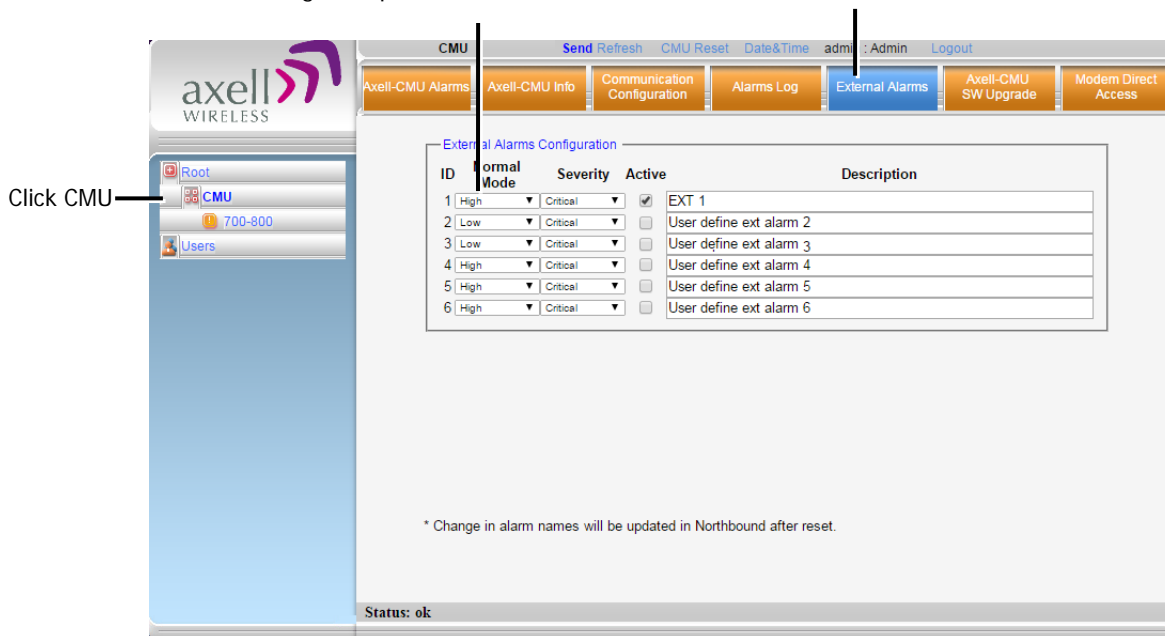 CMU Send Refresh CMU Reset Date&Time admin : Admin Logout
axell
WIRELESS
Axell-CMU Alarms Axell-CMU Info Communication Configuration Alarms Log External Alarms Axell-CMU SW Upgrade Modem Direct Access
Click CMU
Root
CMU
700-800
Users
External Alarms Configuration
ID Normal Mode Severity Active Description
1 High Critical EXT 1
2 Low Critical User define ext alarm 2
3 Low Critical User define ext alarm 3
4 High Critical User define ext alarm 4
5 High Critical User define ext alarm 5
6 High Critical User define ext alarm 6
* Change in alarm names will be updated in Northbound after reset.
Status: ok